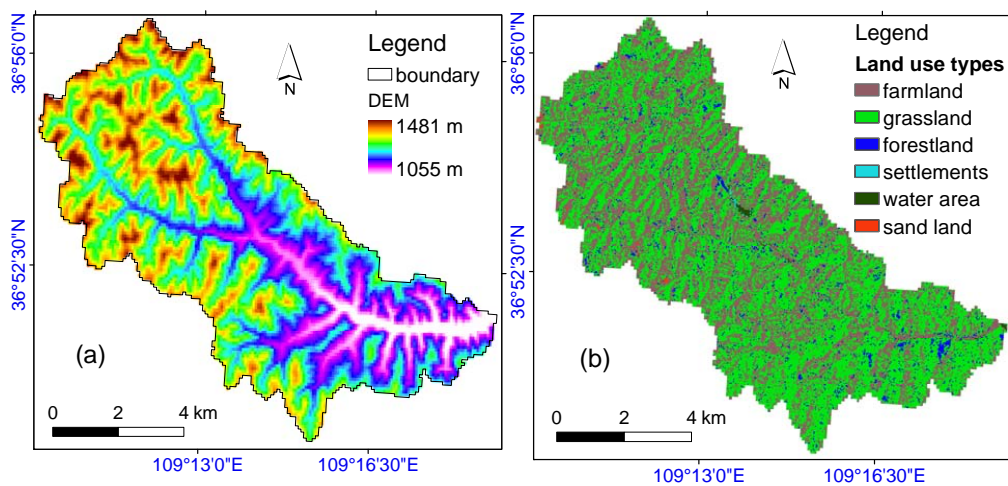 36°56'0"N
36°52'30"N
N
Legend
boundary
DEM
1481 m
1055 m
(a)
0 2 4 km
109°13'0"E 109°16'30"E
36°56'0"N
36°52'30"N
N
Legend
Land use types
farmland
grassland
forestland
settlements
water area
sand land
(b)
0 2 4 km
109°13'0"E 109°16'30"E